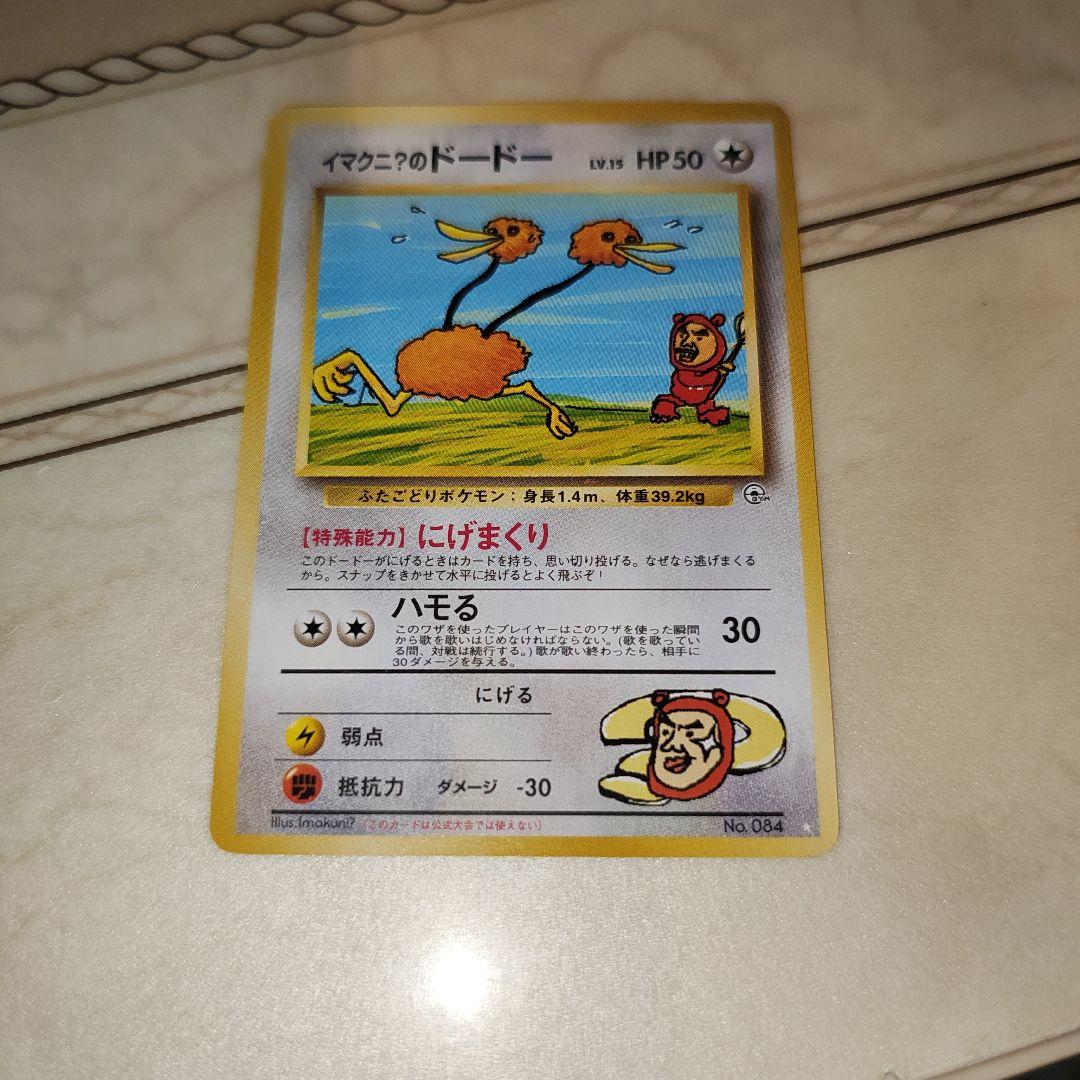 イマクニ?のドードー LV.15 HP50
ふたごどりポケモン：身長1.4m、体重39.2kg
GYM
【特殊能力】にげまくり
このドードーがにげるときはカードを持ち、思い切り投げる。なぜなら逃げまくる
から。スナップをきかせて水平に投げるとよく飛ぶぞ！
ハモる 30
このワザを使ったプレイヤーはこのワザを使った瞬間
から歌を歌いはじめなければならない。(歌を歌ってい
る間、対戦は続行する。)歌が歌い終わったら、相手に
30ダメージを与える。
にげる
弱点
抵抗力 ダメージ -30
Illus.Imakuni? (このカードは公式大会では使えない) No. 084 ★